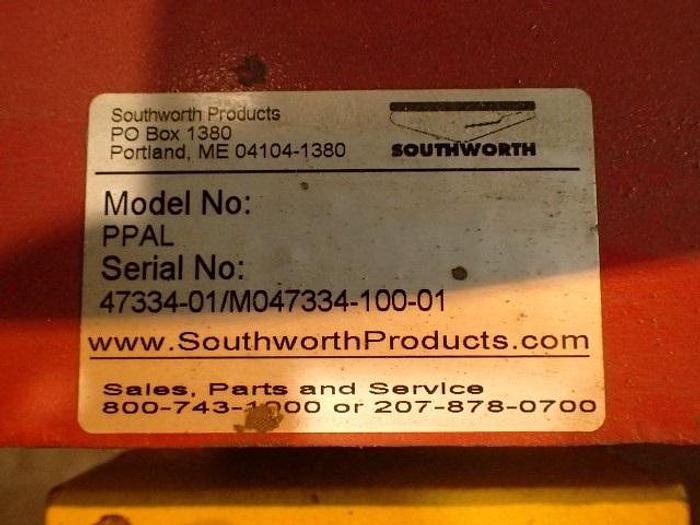 Southworth Products
PO Box 1380
Portland, ME 04104-1380
SOUTHWORTH
Model No:
PPAL
Serial No:
47334-01/M047334-100-01
www.SouthworthProducts.com
Sales, Parts and Service
800-743-1000 or 207-878-0700